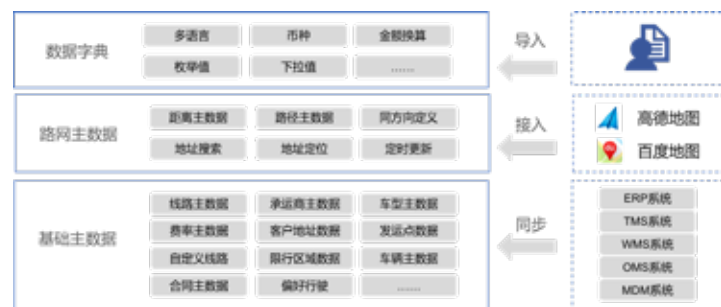 数据字典
多语言 币种 金额换算
枚举值 下拉值 ......
导入
路网主数据
距离主数据 路径主数据 同方向定义
地址搜索 地址定位 定时更新
接入
高德地图
百度地图
基础主数据
线路主数据 承运商主数据 车型主数据
费率主数据 客户地址数据 发运点数据
自定义线路 限行区域数据 车辆主数据
合同主数据 偏好行驶 ......
同步
ERP系统
TMS系统
WMS系统
OMS系统
MDM系统